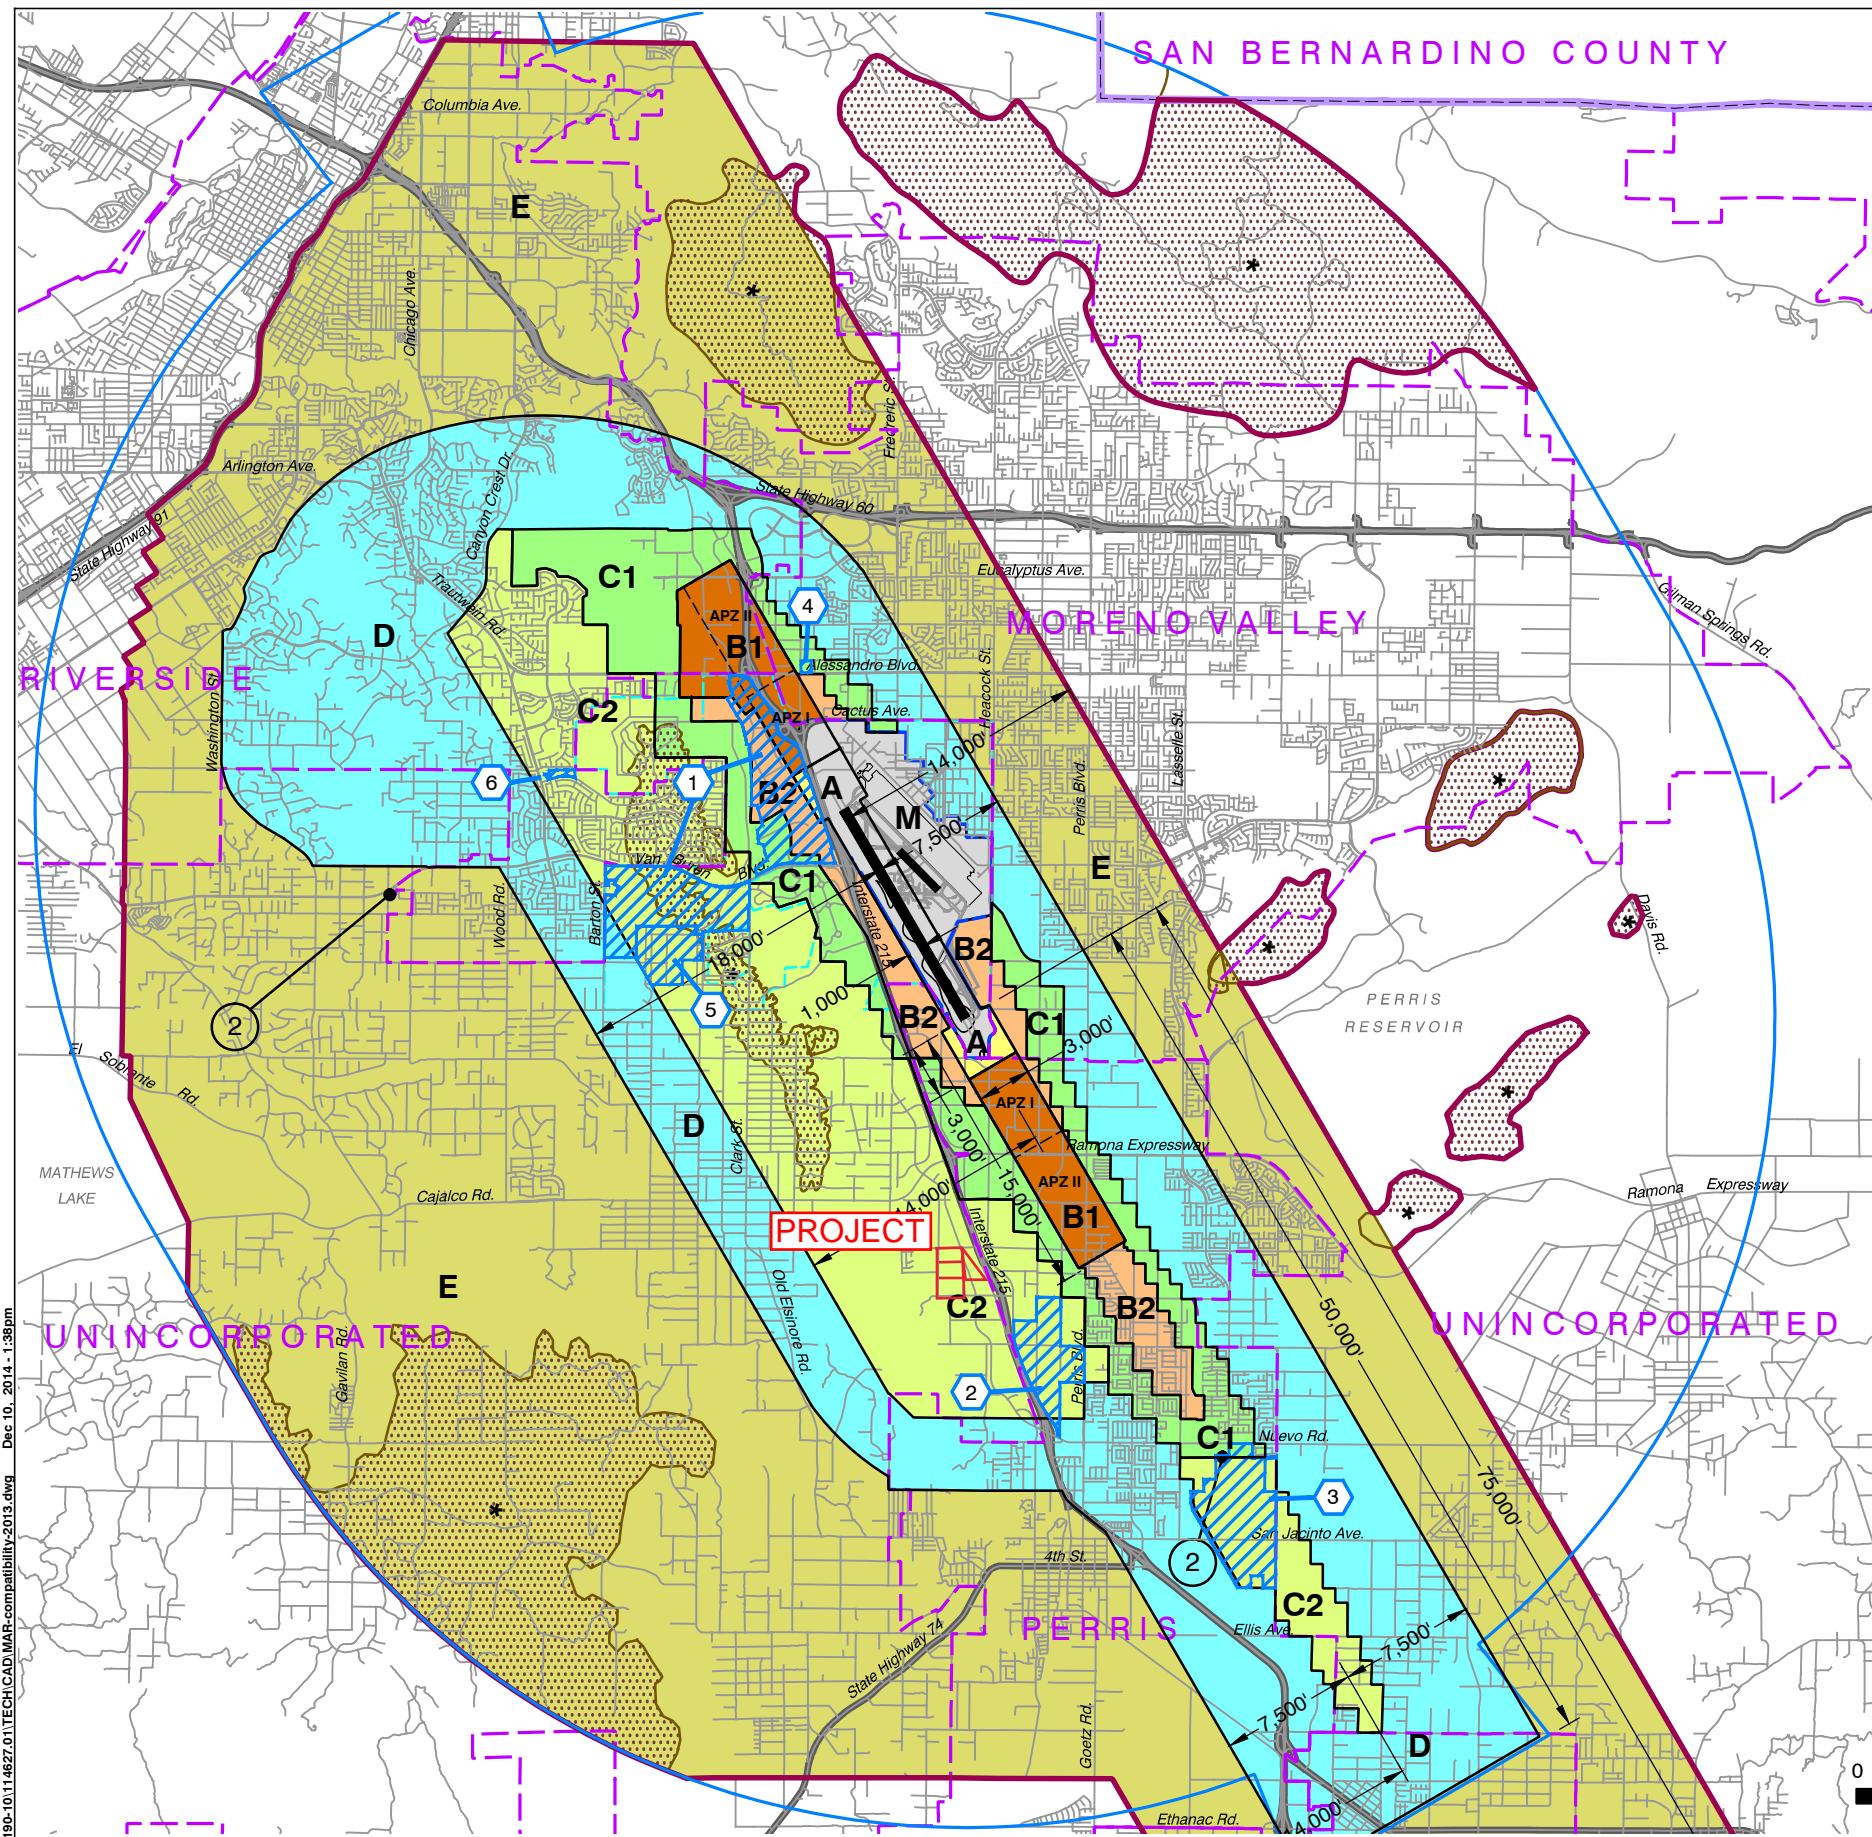 SAN BERNARDINO COUNTY
Columbia Ave.
E
Chicago Ave.
*
*
Frederic S
Arlington Ave.
Canyon Crest Dr.
State Highway 60
State Highway 91
Eucalyptus Ave.
C1
Trautwein Rd.
4
APZ II
B1
MORENO VALLEY
Gilman Springs Rd.
D
Alessandro Blvd.
RIVERSIDE
Washington St.
C2
APZ I
Cactus Ave.
Heacock St.
14,000'
Lasselle St.
6
1
B2
A
M
7,500'
Perris Blvd.
*
E
Van Buren Blvd.
C1
Interstate 215
Wood Rd.
Barton St.
18,000'
B2
*
*
Davis Rd.
5
1,000'
B2
C1
A
3,000'
PERRIS
RESERVOIR
2
El Sobrante Rd.
APZ I
3,000'
D
Clark St.
Ramona Expressway
*
MATHEWS
LAKE
Cajalco Rd.
14,000'
15,000'
APZ II
B1
*
Ramona Expressway
PROJECT
Interstate 215
E
C2
B2
Old Elsinore Rd.
50,000'
UNINCORPORATED
UNINCORPORATED
Gavilan Rd.
Perris Blvd.
2
C1
Nuevo Rd.
75,000'
*
3
San Jacinto Ave.
4th St.
2
C2
PERRIS
Ellis Ave.
7,500'
State Highway 74
7,500'
Goetz Rd.
D
0
Ethanac Rd.
14,000'
190-10\114627.01\TECH\CAD\MAR-compatibility-2013.dwg Dec 10, 2014 - 1:38pm